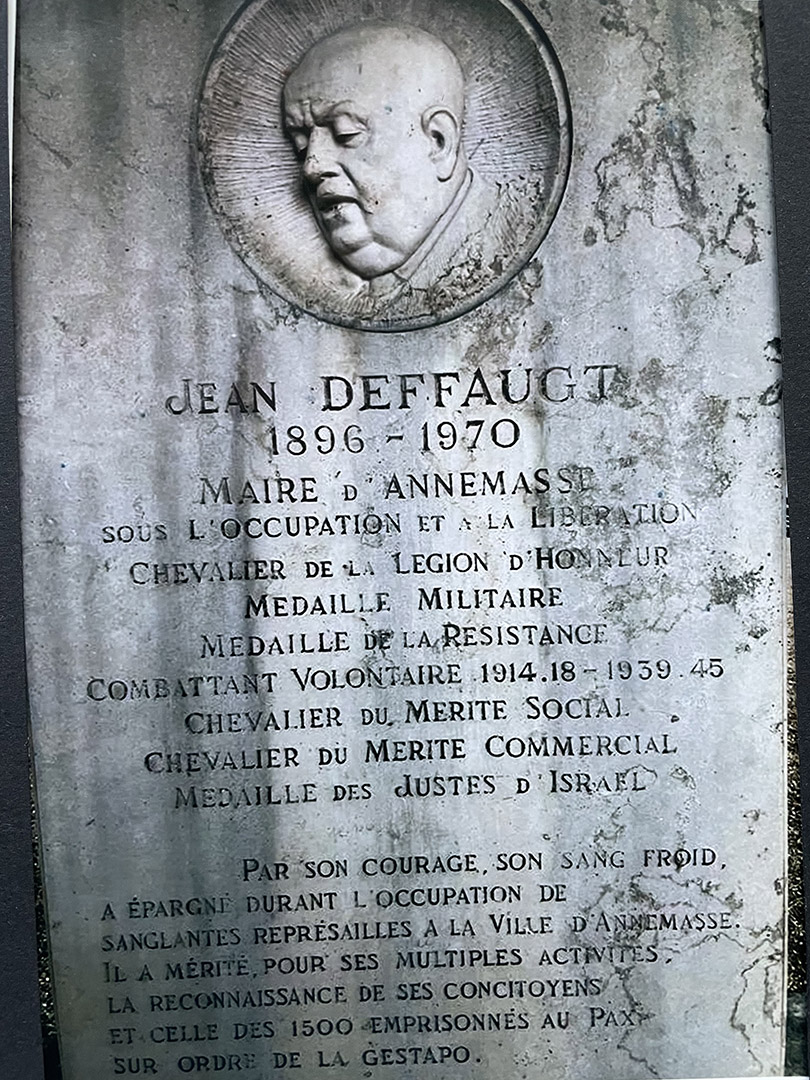 JEAN DEFFAUGT
1896 - 1970
MAIRE D'ANNEMASSE
SOUS L'OCCUPATION ET A LA LIBERATION
CHEVALIER DE LA LEGION D'HONNEUR
MEDAILLE MILITAIRE
MEDAILLE DE LA RESISTANCE
COMBATTANT VOLONTAIRE 1914.18 - 1939.45
CHEVALIER DU MERITE SOCIAL
CHEVALIER DU MERITE COMMERCIAL
MEDAILLE DES JUSTES D'ISRAEL
PAR SON COURAGE, SON SANG FROID,
A ÉPARGNÉ DURANT L'OCCUPATION DE
SANGLANTES REPRÉSAILLES A LA VILLE D'ANNEMASSE.
IL A MÉRITÉ, POUR SES MULTIPLES ACTIVITÉS,
LA RECONNAISSANCE DE SES CONCITOYENS
ET CELLE DES 1500 EMPRISONNÉS AU PAX
SUR ORDRE DE LA GESTAPO.